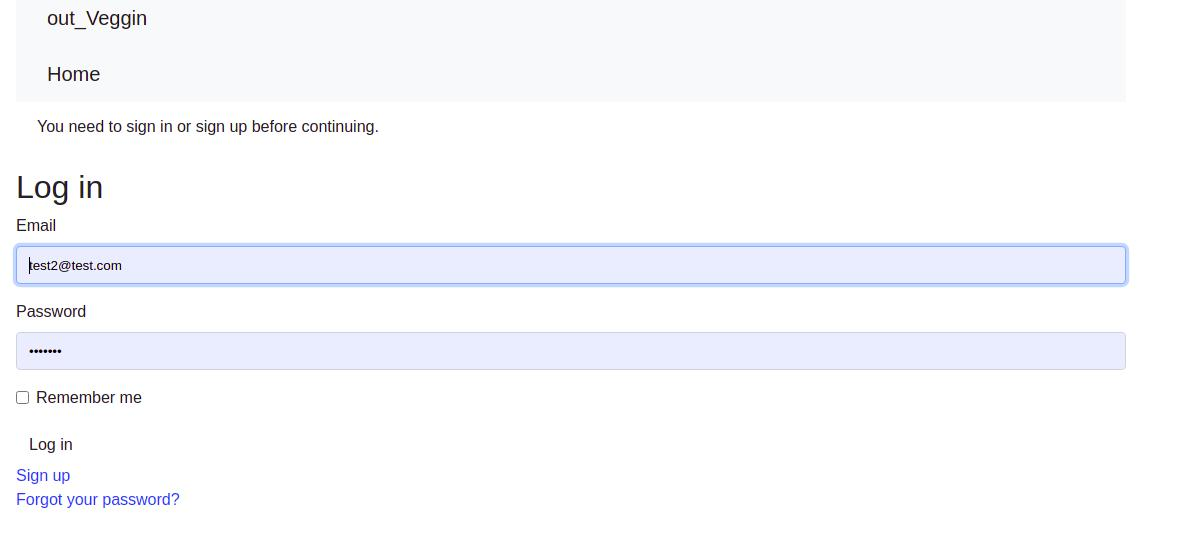 out_Veggin
Home
You need to sign in or sign up before continuing.
Log in
Email
test2@test.com
Password
•••••••
Remember me
Log in
Sign up
Forgot your password?